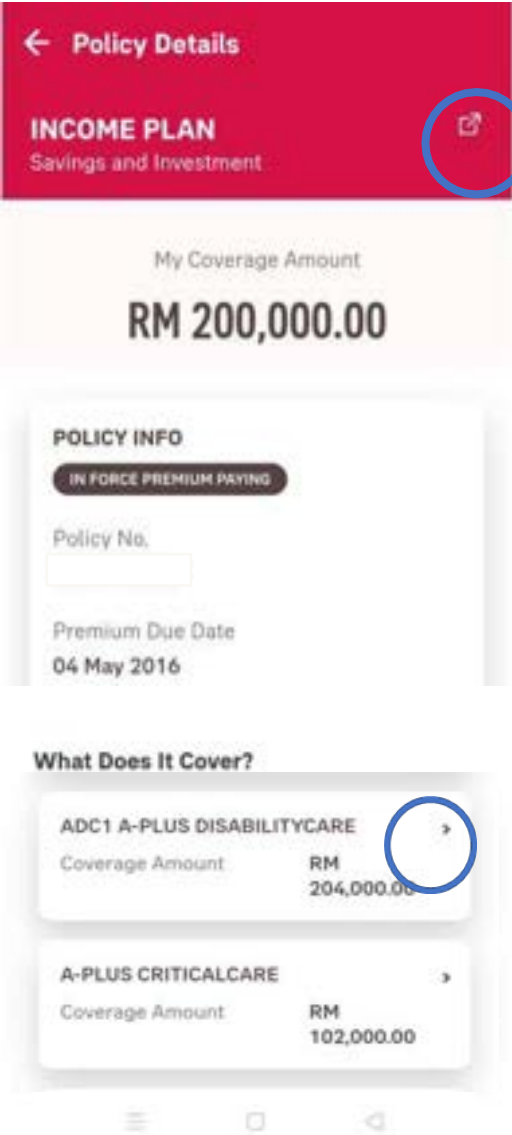 Policy Details
INCOME PLAN
Savings and Investment
My Coverage Amount
RM 200,000.00
POLICY INFO
IN FORCE PREMIUM PAYING
Policy No.
Premium Due Date
04 May 2016
What Does It Cover?
ADC1 A-PLUS DISABILITYCARE
Coverage Amount RM
204,000.00
A-PLUS CRITICALCARE
Coverage Amount RM
102,000.00